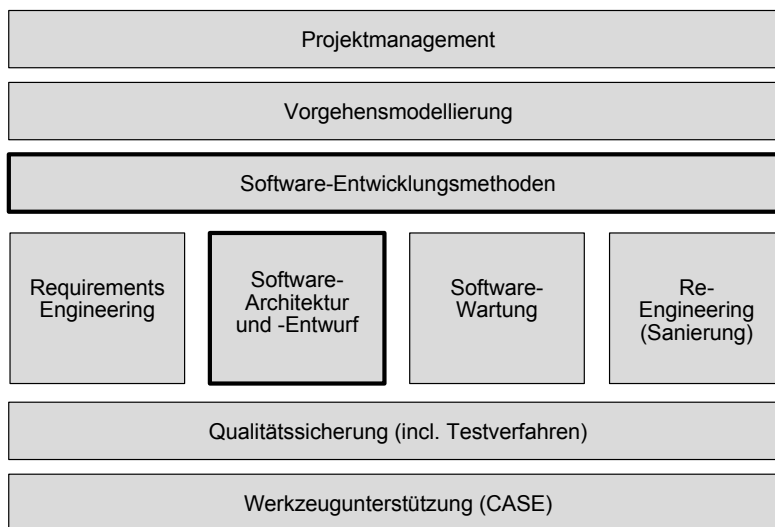 Projektmanagement
Vorgehensmodellierung
Software-Entwicklungsmethoden
Requirements
Engineering
Software-
Architektur
und -Entwurf
Software-
Wartung
Re-
Engineering
(Sanierung)
Qualitätssicherung (incl. Testverfahren)
Werkzeugunterstützung (CASE)